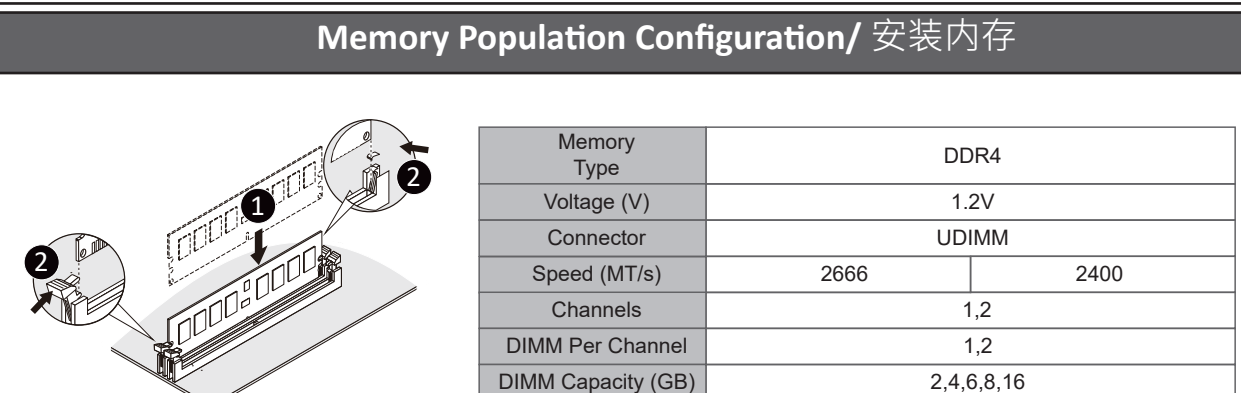 Memory Population Configuration/ 安装内存
2
1
2
Memory
Type
DDR4
Voltage (V)
1.2V
Connector
UDIMM
Speed (MT/s)
2666
2400
Channels
1,2
DIMM Per Channel
1,2
DIMM Capacity (GB)
2,4,6,8,16